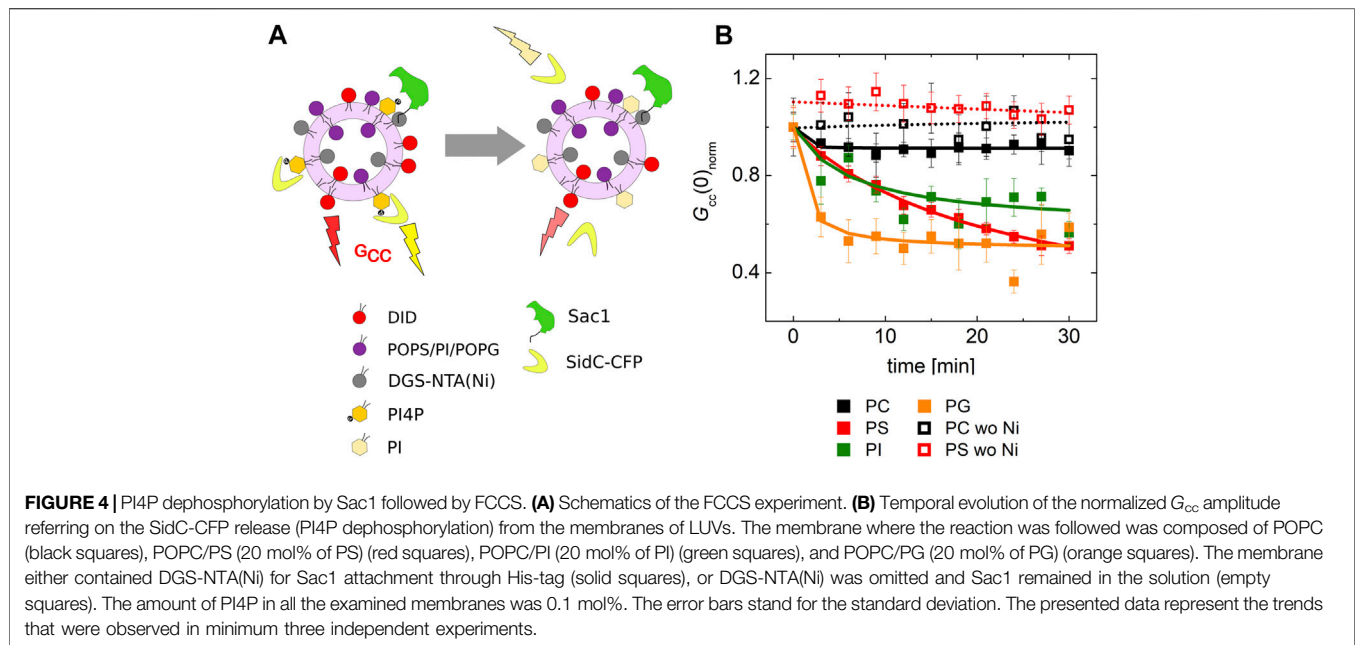 A
B
Gcc
DID
POPS/PI/POPG
DGS-NTA(Ni)
PI4P
PI
Sac1
SidC-CFP
1.2
0.8
0.4
Gcc(0)norm
0
10
20
30
time [min]
PC
PG
PS
PC wo Ni
PI
PS wo Ni
FIGURE 4 | PI4P dephosphorylation by Sac1 followed by FCCS. (A) Schematics of the FCCS experiment. (B) Temporal evolution of the normalized Gcc amplitude
referring on the SidC-CFP release (PI4P dephosphorylation) from the membranes of LUVs. The membrane where the reaction was followed was composed of POPC
(black squares), POPC/PS (20 mol% of PS) (red squares), POPC/PI (20 mol% of PI) (green squares), and POPC/PG (20 mol% of PG) (orange squares). The membrane
either contained DGS-NTA(Ni) for Sac1 attachment through His-tag (solid squares), or DGS-NTA(Ni) was omitted and Sac1 remained in the solution (empty
squares). The amount of PI4P in all the examined membranes was 0.1 mol%. The error bars stand for the standard deviation. The presented data represent the trends
that were observed in minimum three independent experiments.